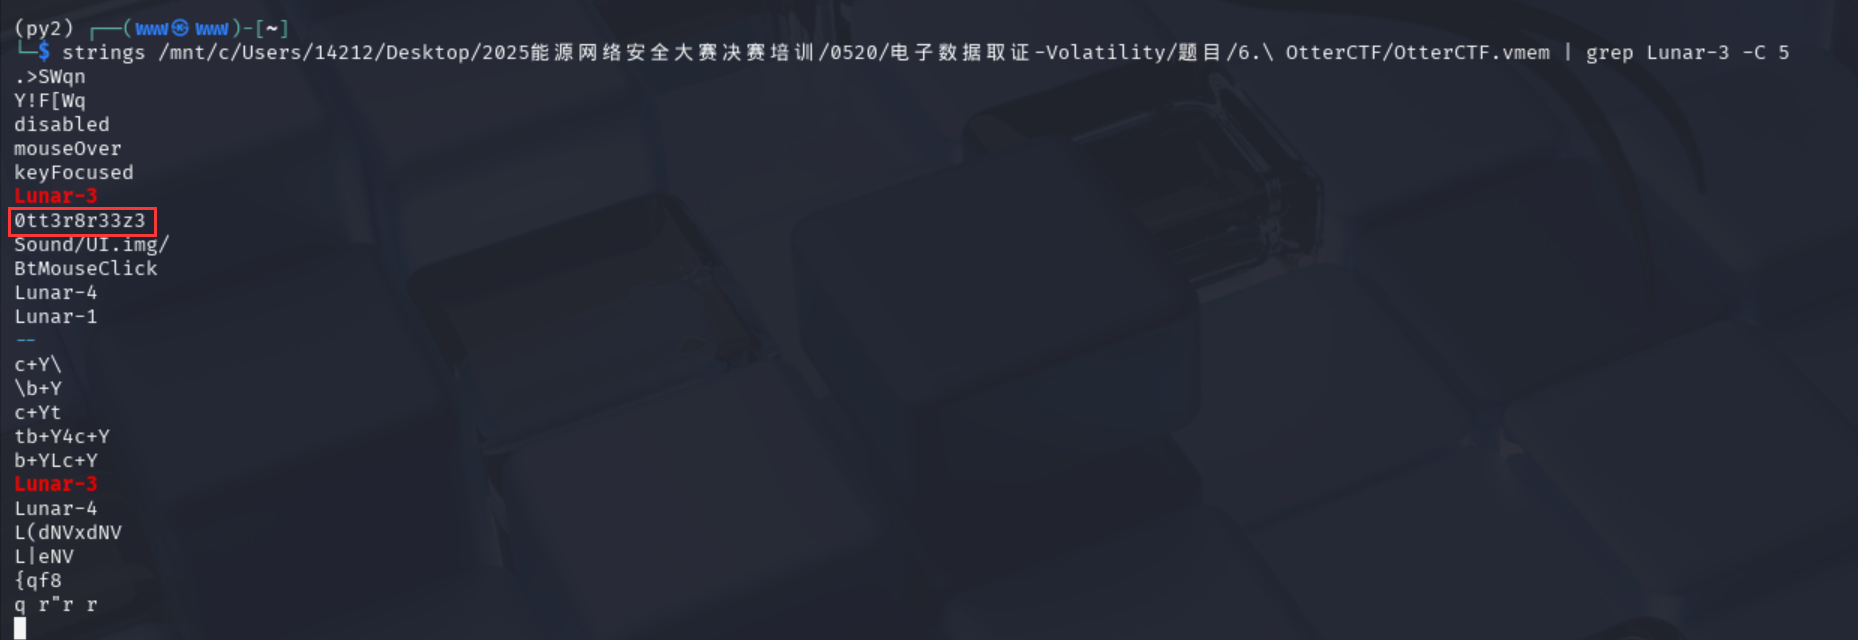 (py2) ┌──(www㉿www)-[~]
└─$ strings /mnt/c/Users/14212/Desktop/2025能源网络安全大赛决赛培训/0520/电子数据取证-Volatility/题目/6.\ OtterCTF/OtterCTF.vmem | grep Lunar-3 -C 5
.>SWqn
Y!F[Wq
disabled
mouseOver
keyFocused
Lunar-3
0tt3r8r33z3
Sound/UI.img/
BtMouseClick
Lunar-4
Lunar-1
--
c+Y\
\b+Y
c+Yt
tb+Y4c+Y
b+YLc+Y
Lunar-3
Lunar-4
L(dNVxdNV
L|eNV
{qf8
q r"r r